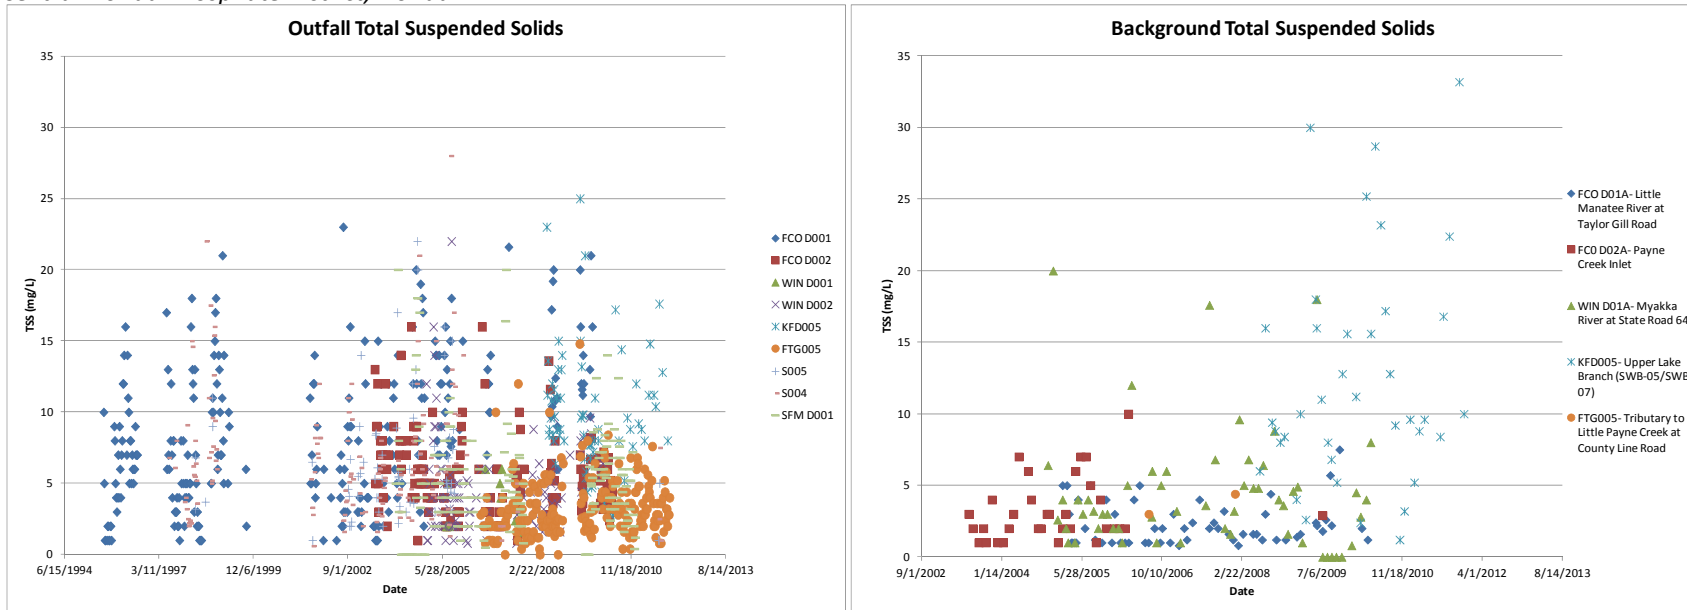 Outfall Total Suspended Solids
35
30
25
20
15
10
5
0
TSS (mg/L)
6/15/1994
3/11/1997
12/6/1999
9/1/2002
5/28/2005
2/22/2008
11/18/2010
8/14/2013
Date
FCO D001
FCO D002
WIN D001
WIN D002
KFD005
FTG005
S005
S004
SFM D001
Background Total Suspended Solids
35
30
25
20
15
10
5
0
TSS (mg/L)
9/1/2002
1/14/2004
5/28/2005
10/10/2006
2/22/2008
7/6/2009
11/18/2010
4/1/2012
8/14/2013
Date
FCO D01A- Little
Manatee River at
Taylor Gill Road
FC0 D02A- Payne
Creek Inlet
WIN D01A- Myakka
River at State Road 64
KFD005- Upper Lake
Branch (SWB-05/SWB-
07)
FTG005- Tributary to
Little Payne Creek at
County Line Road